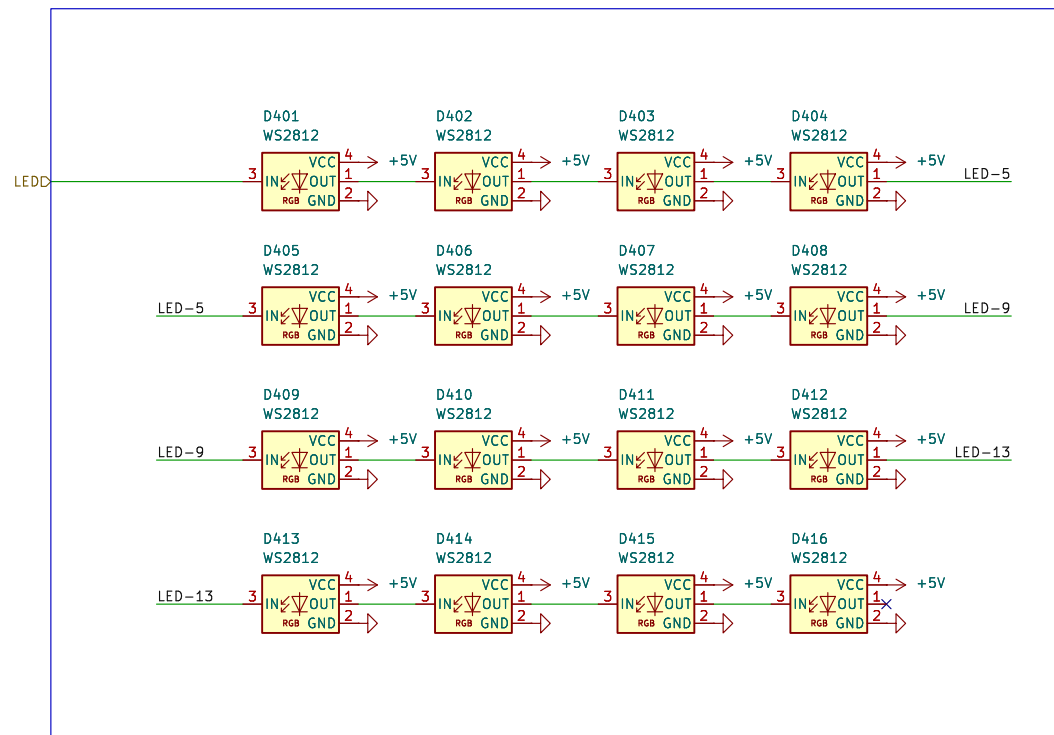 D401 D402 D403 D404
WS2812 WS2812 WS2812 WS2812
VCC 4 +5V VCC 4 +5V VCC 4 +5V VCC 4 +5V
LED 3 IN OUT 1 3 IN OUT 1 3 IN OUT 1 3 IN OUT 1 LED-5
RGB GND 2 RGB GND 2 RGB GND 2 RGB GND 2
D405 D406 D407 D408
WS2812 WS2812 WS2812 WS2812
VCC 4 +5V VCC 4 +5V VCC 4 +5V VCC 4 +5V
LED-5 3 IN OUT 1 3 IN OUT 1 3 IN OUT 1 3 IN OUT 1 LED-9
RGB GND 2 RGB GND 2 RGB GND 2 RGB GND 2
D409 D410 D411 D412
WS2812 WS2812 WS2812 WS2812
VCC 4 +5V VCC 4 +5V VCC 4 +5V VCC 4 +5V
LED-9 3 IN OUT 1 3 IN OUT 1 3 IN OUT 1 3 IN OUT 1 LED-13
RGB GND 2 RGB GND 2 RGB GND 2 RGB GND 2
D413 D414 D415 D416
WS2812 WS2812 WS2812 WS2812
VCC 4 +5V VCC 4 +5V VCC 4 +5V VCC 4 +5V
LED-13 3 IN OUT 1 3 IN OUT 1 3 IN OUT 1 3 IN OUT 1
RGB GND 2 RGB GND 2 RGB GND 2 RGB GND 2